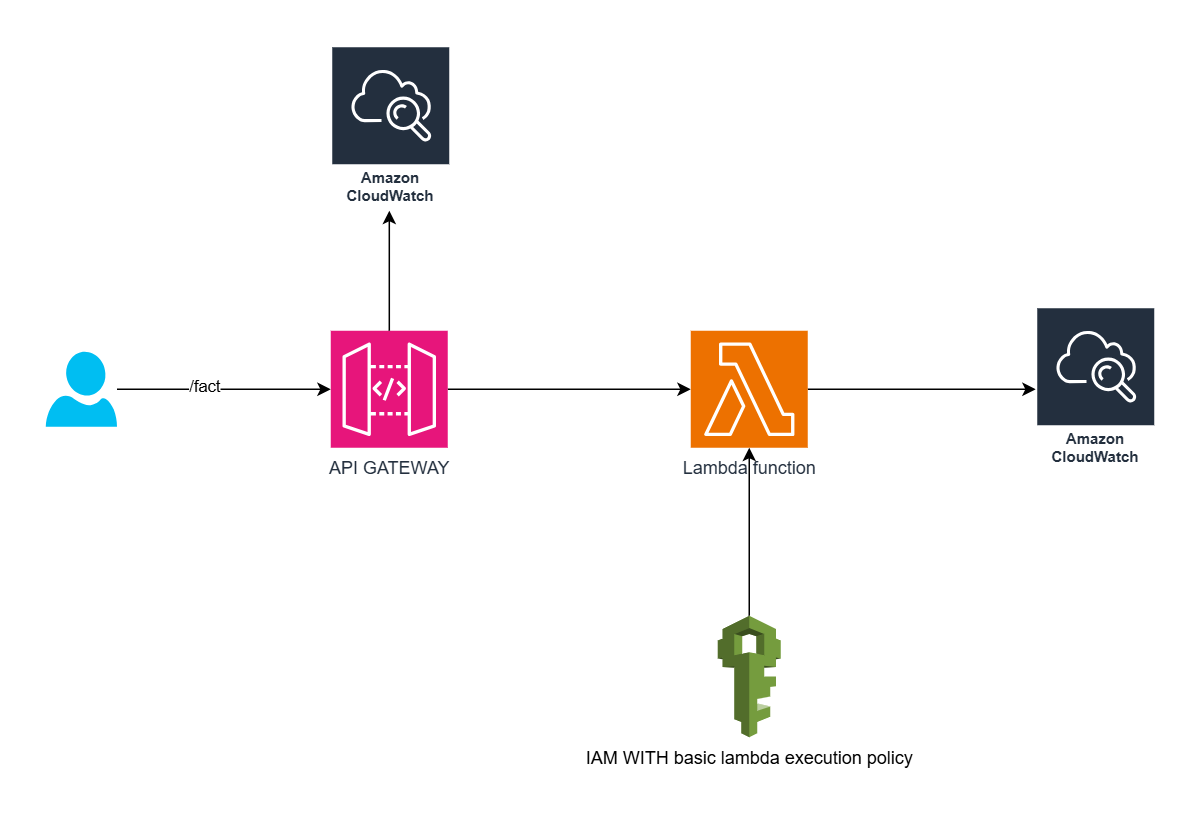 Amazon
CloudWatch
/fact
API GATEWAY
Lambda function
Amazon
CloudWatch
IAM WITH basic lambda execution policy